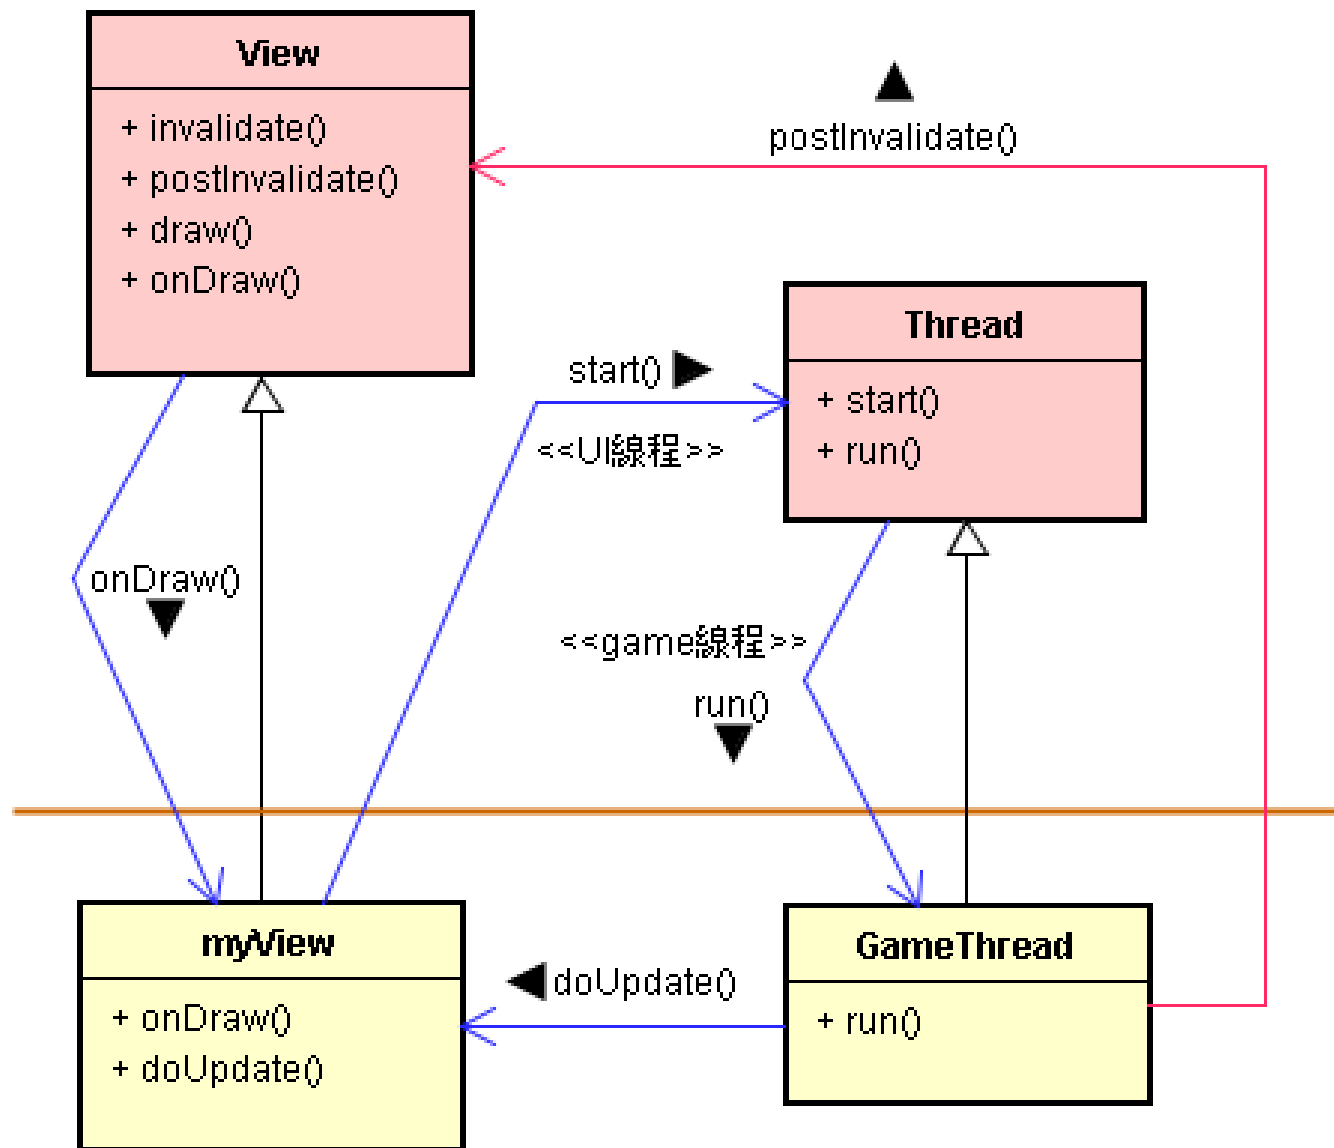 View
+ invalidate()
+ postInvalidate()
+ draw()
+ onDraw()
postInvalidate()
Thread
+ start()
+ run()
start()
<<UI線程>>
onDraw()
<<game線程>>
run()
myView
+ onDraw()
+ doUpdate()
doUpdate()
GameThread
+ run()